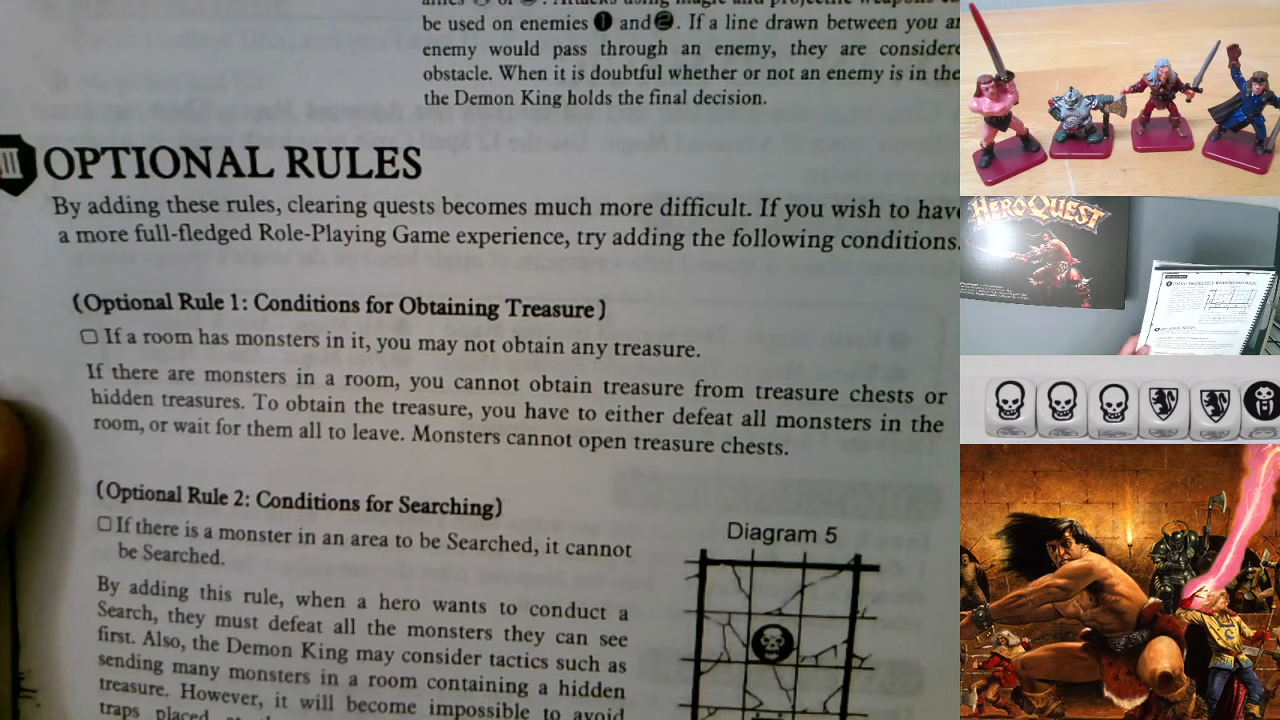 be used on enemies ❶ and ❷. If a line drawn between you
enemy would pass through an enemy, they are
obstacle. When it is doubtful whether or not an enemy is in
the Demon King holds the final decision.
III OPTIONAL RULES
By adding these rules, clearing quests becomes much more difficult. If you wish to
a more full-fledged Role-Playing Game experience, try adding the following conditions.
(Optional Rule 1: Conditions for Obtaining Treasure)
▢ If a room has monsters in it, you may not obtain any treasure.
If there are monsters in a room, you cannot obtain treasure from treasure chests or
hidden treasures. To obtain the treasure, you have to either defeat all monsters in the
room, or wait for them all to leave. Monsters cannot open treasure chests.
(Optional Rule 2: Conditions for Searching)
▢ If there is a monster in an area to be Searched, it cannot
be Searched.
By adding this rule, when a hero wants to conduct a
Search, they must defeat all the monsters they can see
first. Also, the Demon King may consider tactics such as
sending many monsters in a room containing a hidden
treasure. However, it will become impossible to avoid
traps placed
Diagram 5
HEROQUEST